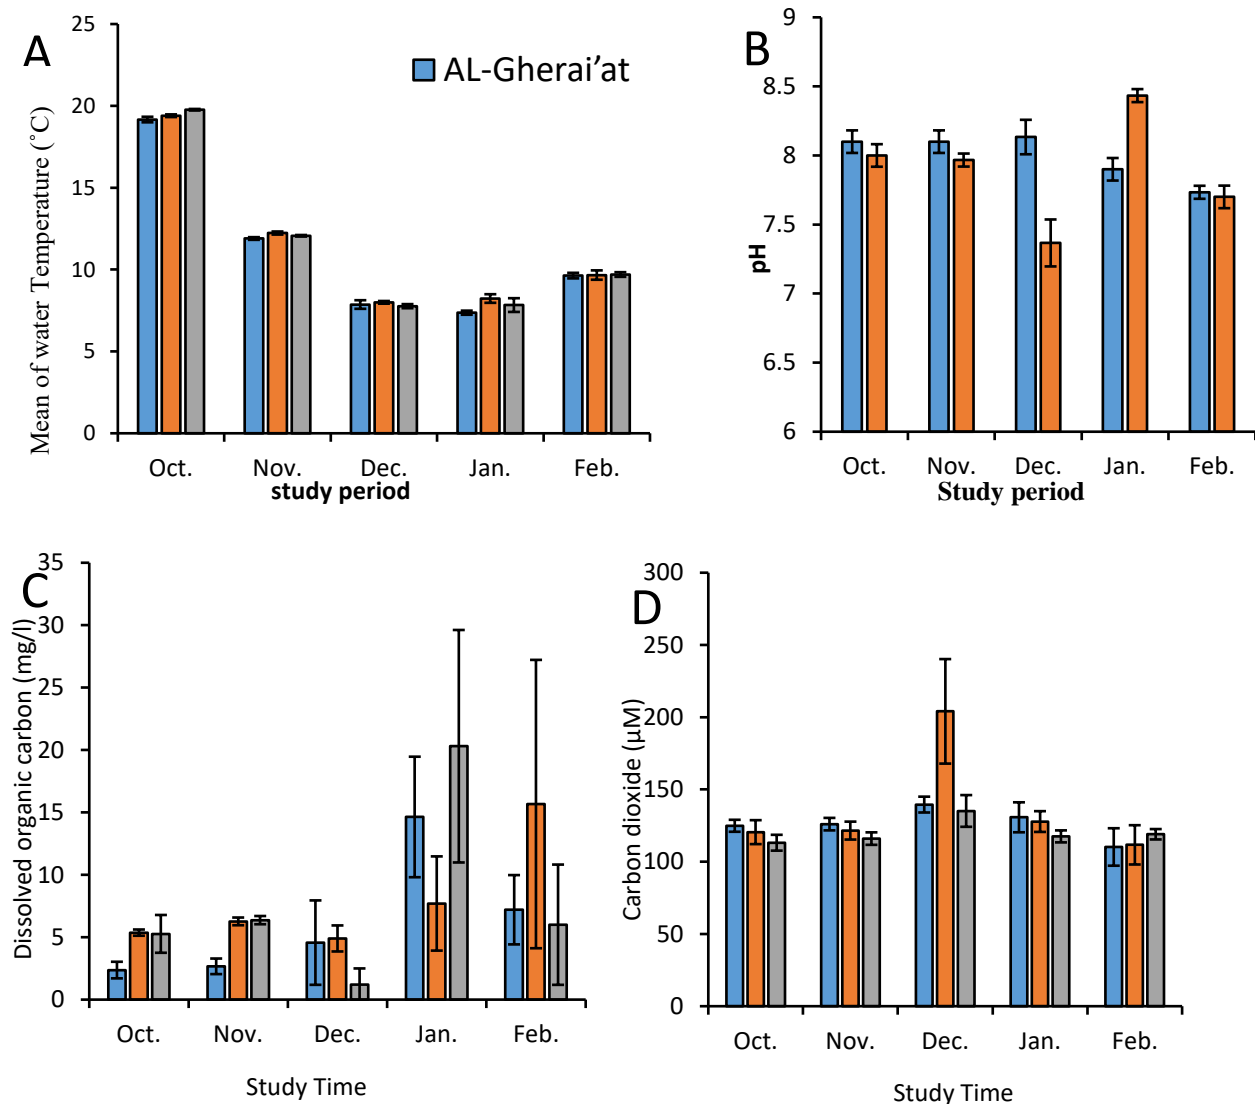 A
AL-Gherai’at
Mean of water Temperature (˚C)
25
20
15
10
5
0
Oct. Nov. Dec. Jan. Feb.
study period
B
pH
9
8.5
8
7.5
7
6.5
6
Oct. Nov. Dec. Jan. Feb.
Study period
C
Dissolved organic carbon (mg/l)
35
30
25
20
15
10
5
0
Oct. Nov. Dec. Jan. Feb.
Study Time
D
Carbon dioxide (µM)
300
250
200
150
100
50
0
Oct. Nov. Dec. Jan. Feb.
Study Time